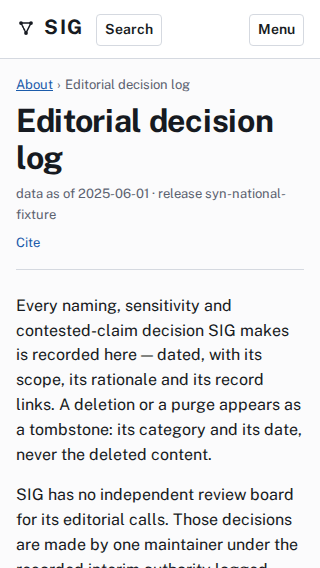 SIG
Search
Menu
About › Editorial decision log
Editorial decision
log
data as of 2025-06-01 · release syn-national-
fixture
Cite
Every naming, sensitivity and
contested-claim decision SIG makes
is recorded here — dated, with its
scope, its rationale and its record
links. A deletion or a purge appears as
a tombstone: its category and its date,
never the deleted content.
SIG has no independent review board
for its editorial calls. Those decisions
are made by one maintainer under the
recorded interim authority logged